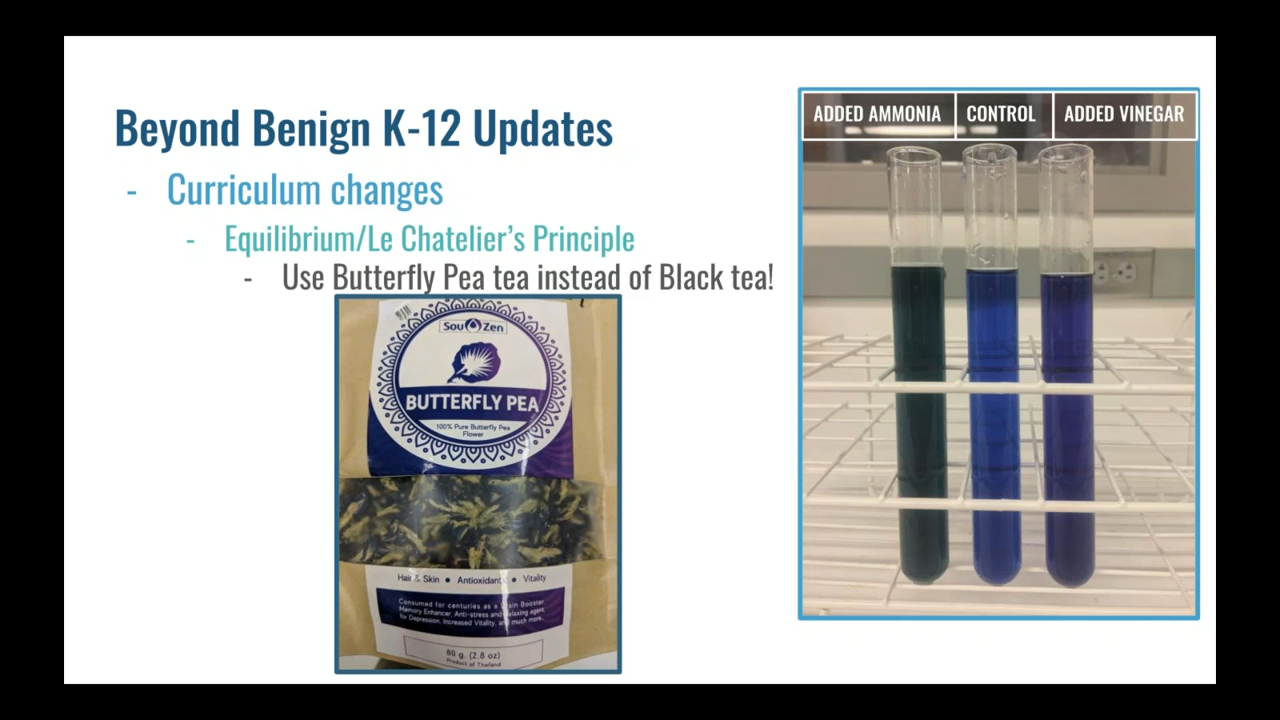 Beyond Benign K-12 Updates
- Curriculum changes
- Equilibrium/Le Chatelier's Principle
- Use Butterfly Pea tea instead of Black tea!
ADDED AMMONIA
CONTROL
ADDED VINEGAR
Sou Zen
BUTTERFLY PEA
100% Pure Butterfly Pea
Flower
Hair & Skin • Antioxidant • Vitality
Consumed for centuries as a Brain Booster,
Memory Enhancer, Anti-stress and relaxing agent,
for Depression, Increased Vitality, and much more..
80 g. (2.8 oz)
Product of Thailand